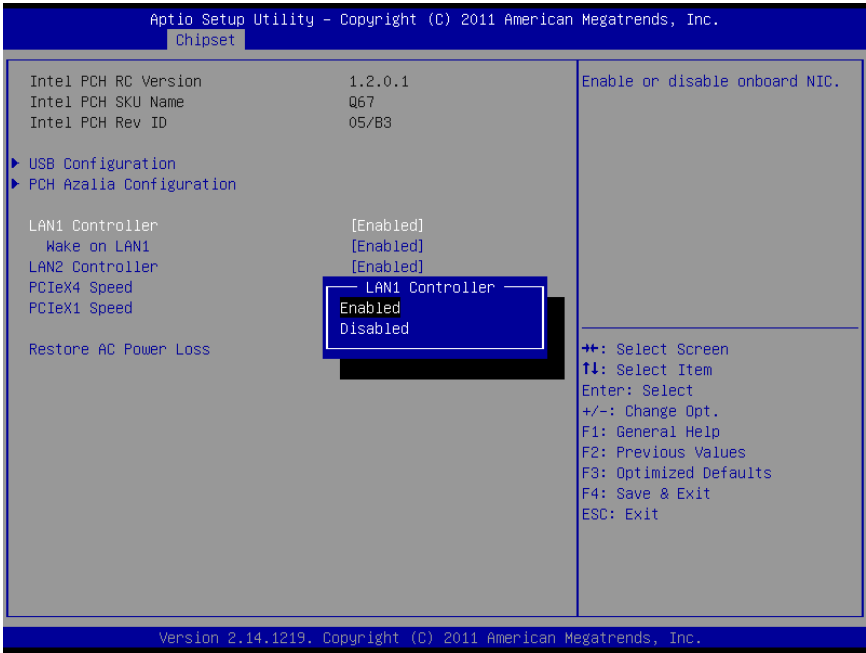 Aptio Setup Utility – Copyright (C) 2011 American Megatrends, Inc.
Chipset
Intel PCH RC Version 1.2.0.1
Intel PCH SKU Name Q67
Intel PCH Rev ID 05/B3
USB Configuration
PCH Azalia Configuration
LAN1 Controller [Enabled]
Wake on LAN1 [Enabled]
LAN2 Controller [Enabled]
PCIeX4 Speed
PCIeX1 Speed
Restore AC Power Loss
LAN1 Controller
Enabled
Disabled
Enable or disable onboard NIC.
→←: Select Screen
↑↓: Select Item
Enter: Select
+/-: Change Opt.
F1: General Help
F2: Previous Values
F3: Optimized Defaults
F4: Save & Exit
ESC: Exit
Version 2.14.1219. Copyright (C) 2011 American Megatrends, Inc.